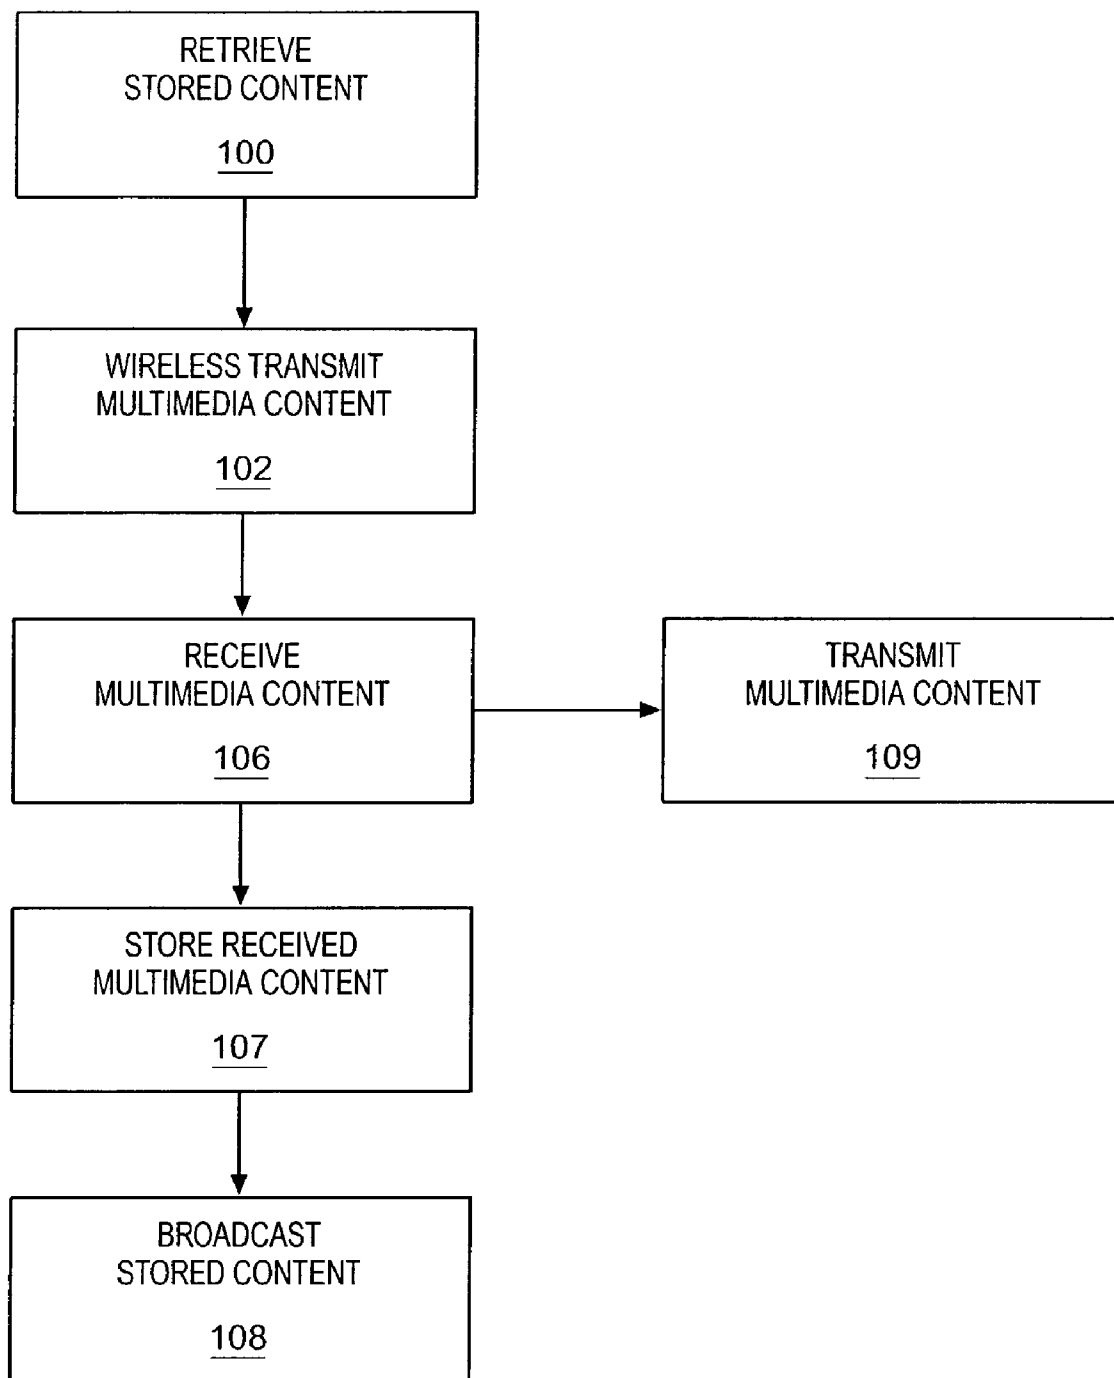 RETRIEVE
STORED CONTENT
100
WIRELESS TRANSMIT
MULTIMEDIA CONTENT
102
RECEIVE
MULTIMEDIA CONTENT
106
TRANSMIT
MULTIMEDIA CONTENT
109
STORE RECEIVED
MULTIMEDIA CONTENT
107
BROADCAST
STORED CONTENT
108